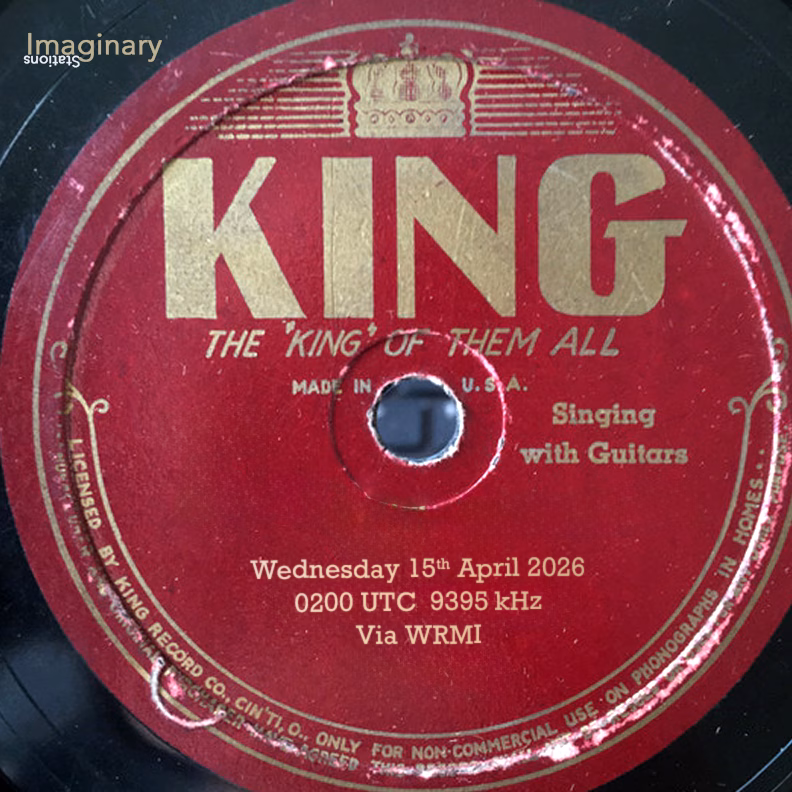 Imaginary
Stations
KING
THE "KING" OF THEM ALL
MADE IN U.S.A.
Singing
with Guitars
Wednesday 15th April 2026
0200 UTC 9395 kHz
Via WRMI
LICENSED BY KING RECORD CO., CIN'TI, O., ONLY FOR NON-COMMERCIAL USE ON PHONOGRAPHS IN HOMES..
AGREED THIS